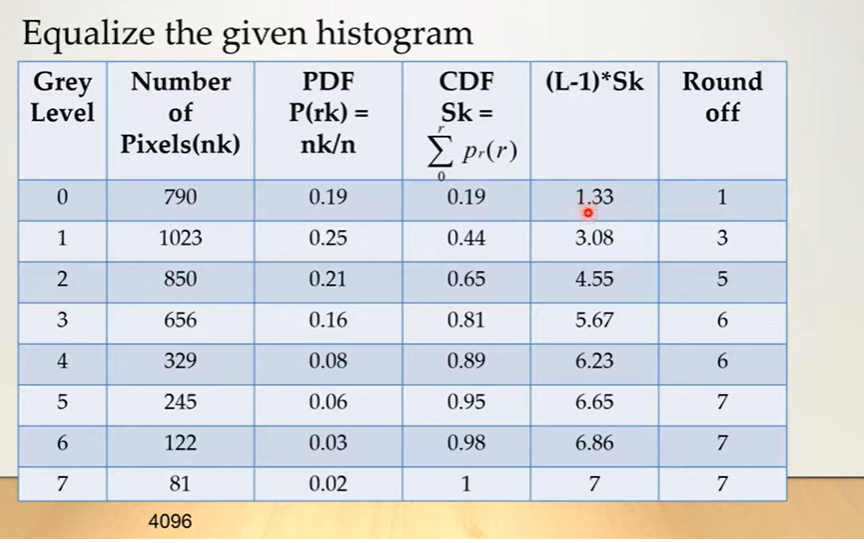 Equalize the given histogram
Grey Level | Number of Pixels(nk) | PDF P(rk) = nk/n | CDF Sk = r ∑ 0 pr(r) | (L-1)*Sk | Round off
0 | 790 | 0.19 | 0.19 | 1.33 | 1
1 | 1023 | 0.25 | 0.44 | 3.08 | 3
2 | 850 | 0.21 | 0.65 | 4.55 | 5
3 | 656 | 0.16 | 0.81 | 5.67 | 6
4 | 329 | 0.08 | 0.89 | 6.23 | 6
5 | 245 | 0.06 | 0.95 | 6.65 | 7
6 | 122 | 0.03 | 0.98 | 6.86 | 7
7 | 81 | 0.02 | 1 | 7 | 7
4096